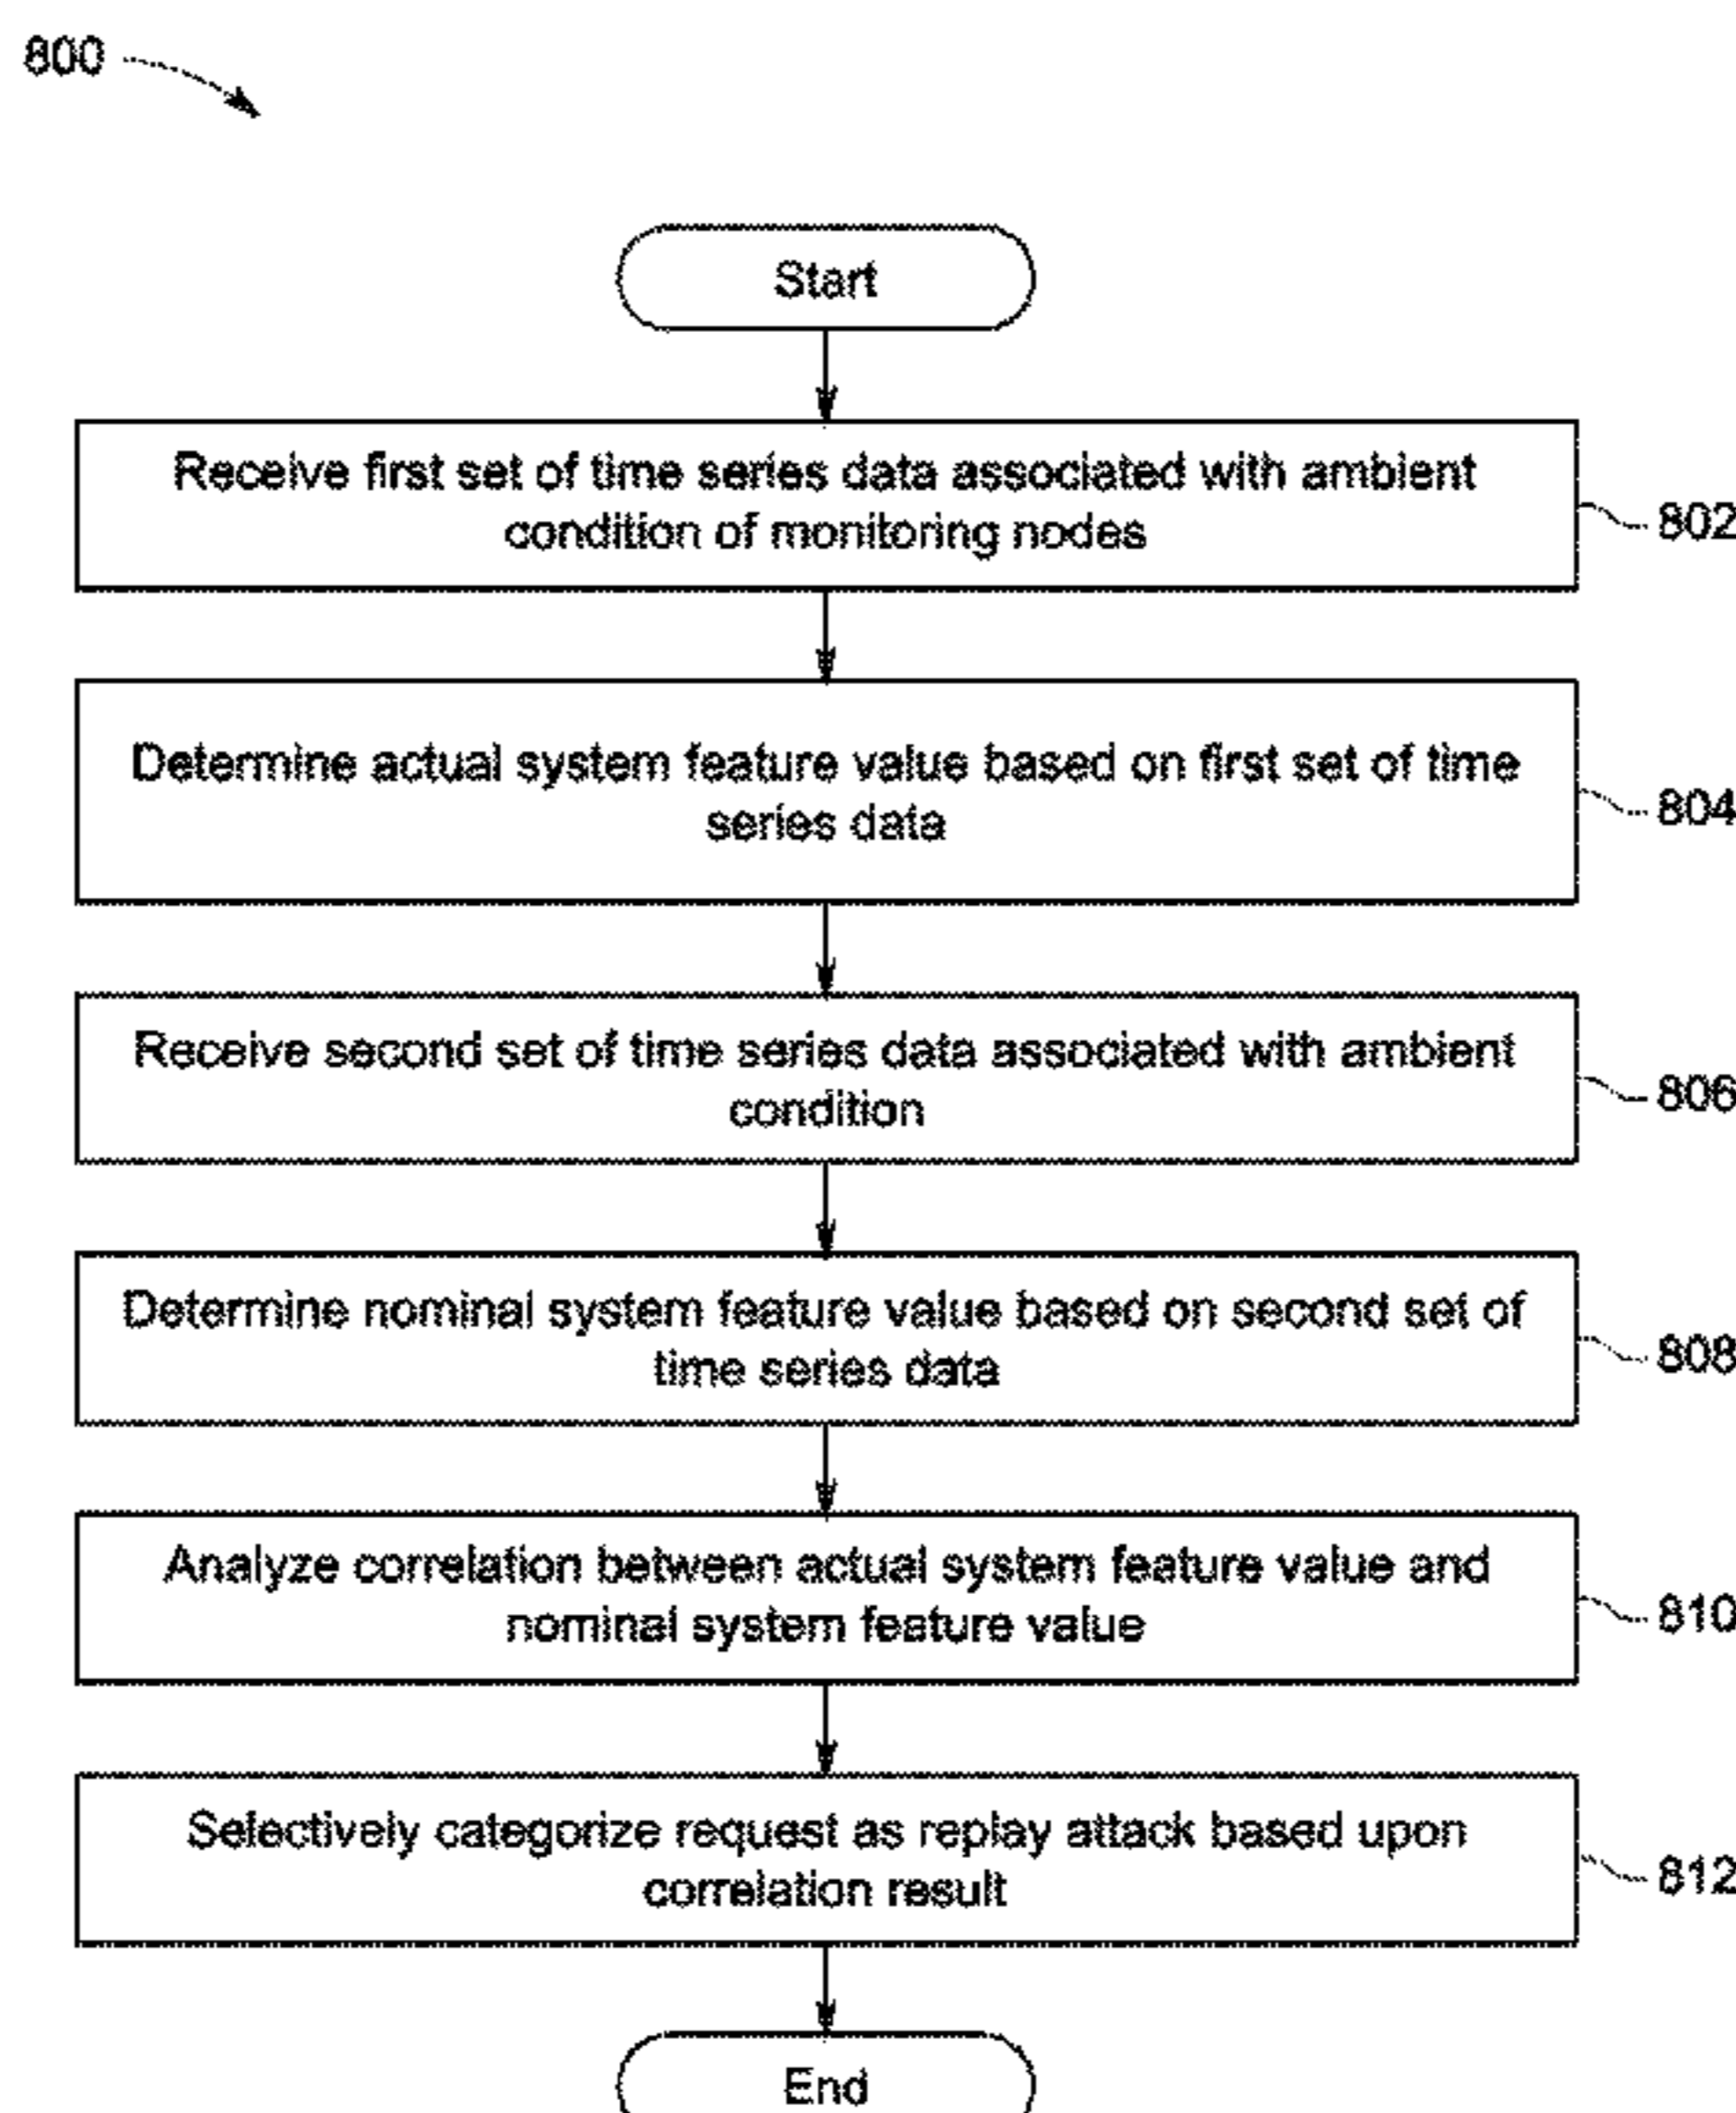 800
Start
Receive first set of time series data associated with ambient
condition of monitoring nodes
802
Determine actual system feature value based on first set of time
series data
804
Receive second set of time series data associated with ambient
condition
806
Determine nominal system feature value based on second set of
time series data
808
Analyze correlation between actual system feature value and
nominal system feature value
810
Selectively categorize request as replay attack based upon
correlation result
812
End